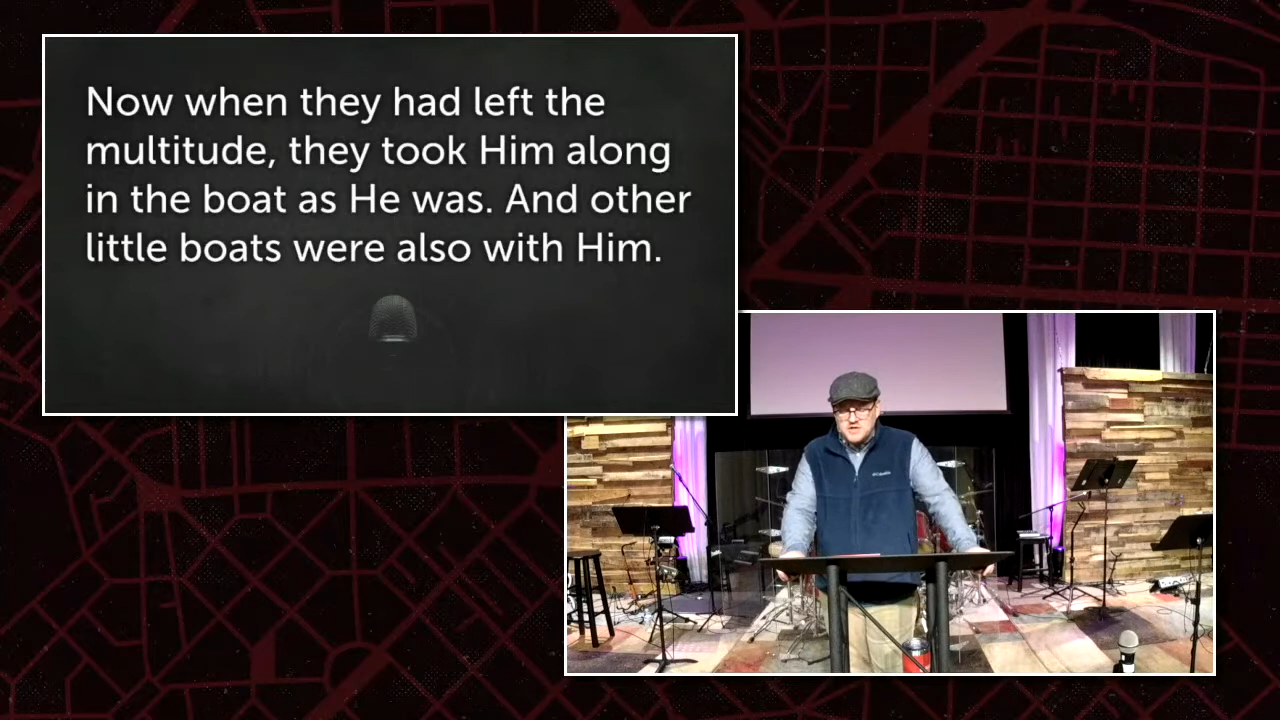 Now when they had left the
multitude, they took Him along
in the boat as He was. And other
little boats were also with Him.